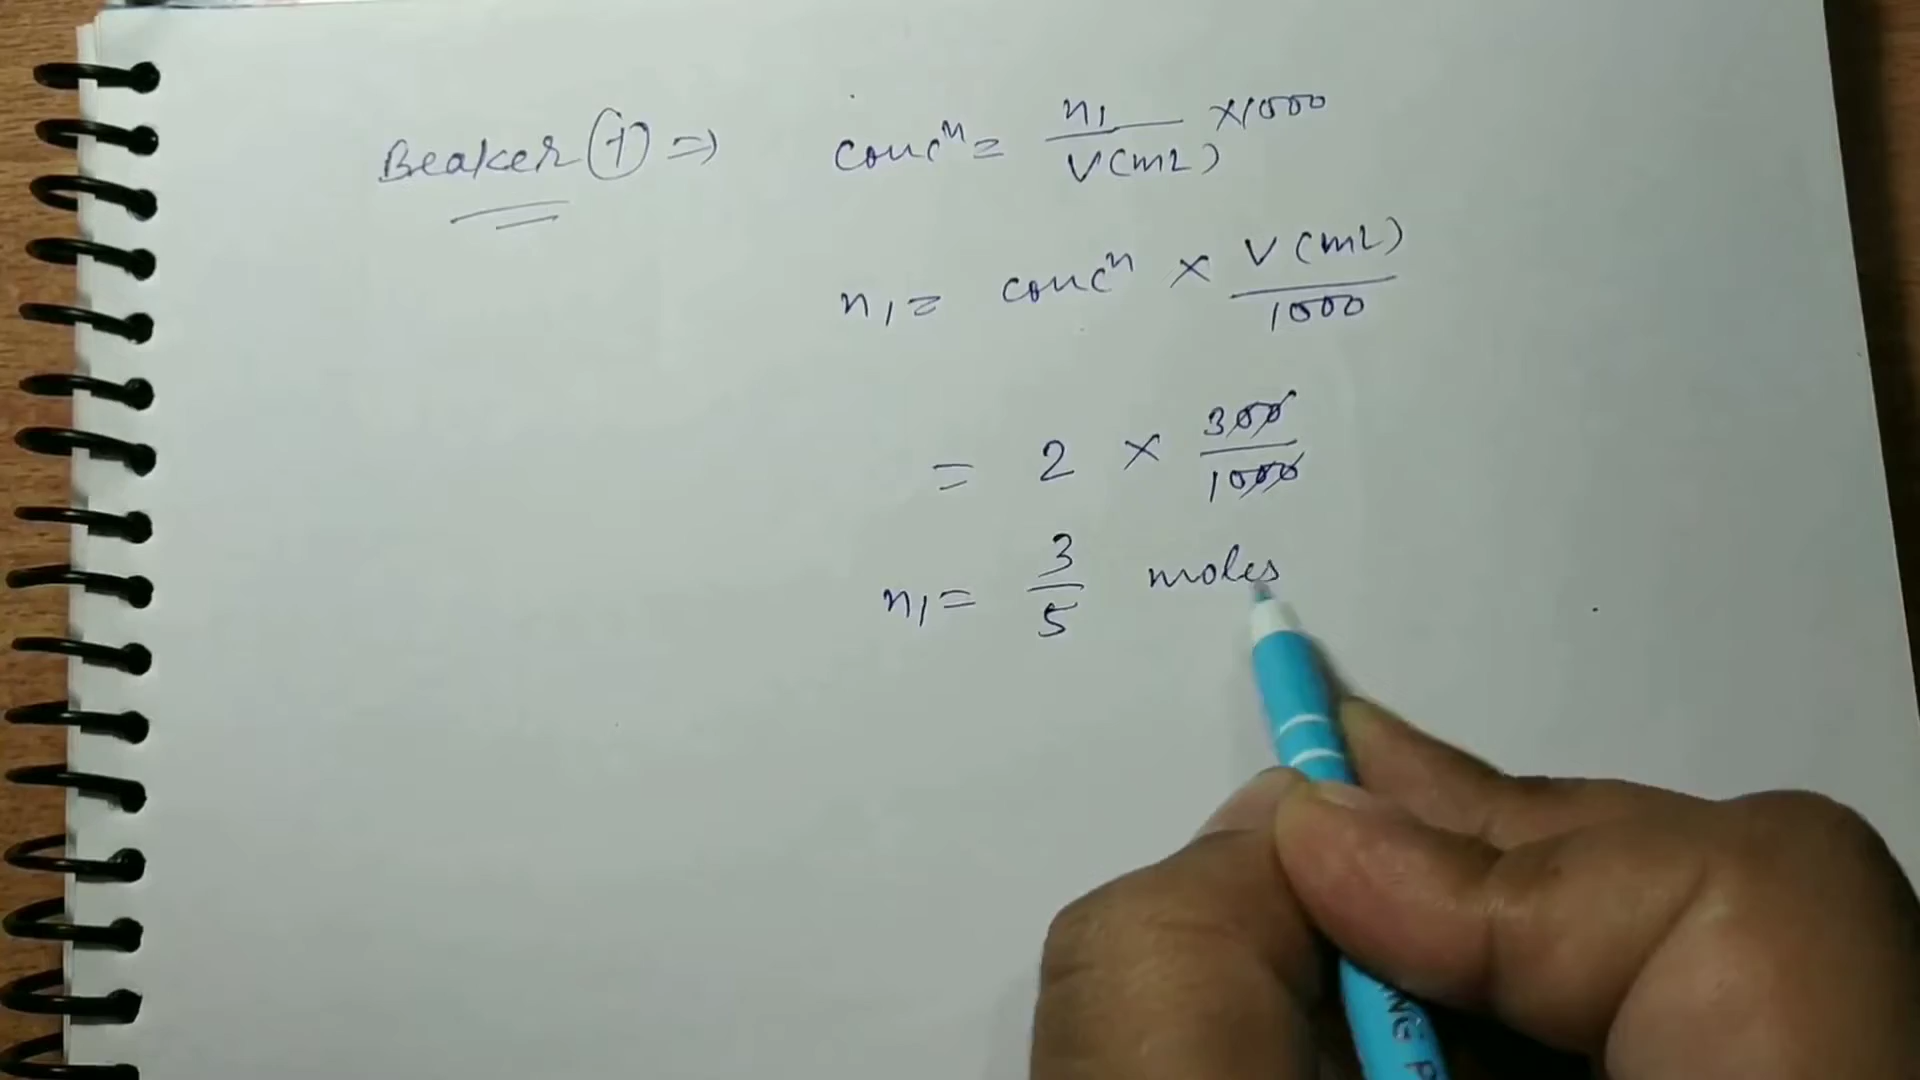 Beaker (1) ⇒ concⁿ = n₁ / V(mL) × 1000
n₁ = concⁿ × V(mL) / 1000
= 2 × 300 / 1000
n₁ = 3 / 5 moles